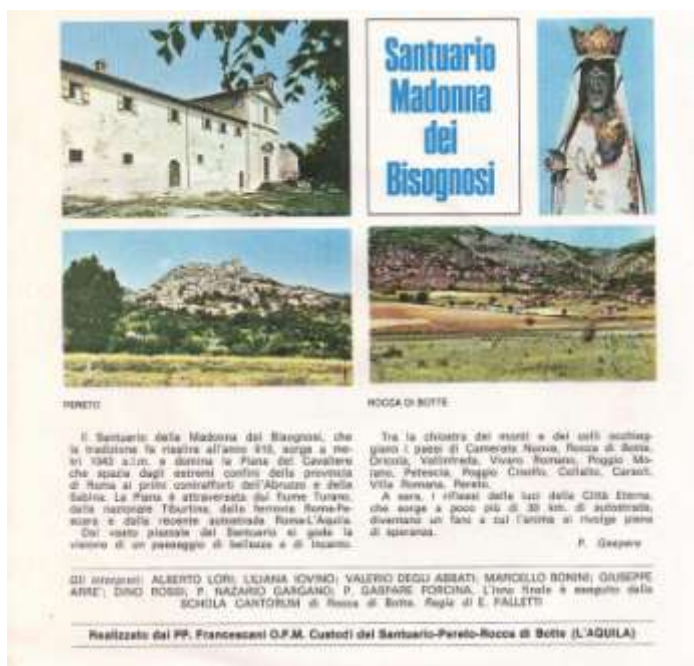 Santuario
Madonna
dei
Bisognosi
PERETO
ROCCA DI BOTTE
Il Santuario della Madonna dei Bisognosi, che
la tradizione fa risalire all'anno 610, sorge a me-
tri 1043 s.l.m. e domina la Piana del Cavaliere
che spazia dagli estremi confini della provincia
di Roma ai primi contrafforti dell'Abruzzo e della
Sabina. La Piana è attraversata dal fiume Turano,
dalla nazionale Tiburtina, dalla ferrovia Roma-Pe-
scara e dalla recente autostrada Roma-L'Aquila.
Dal vasto piazzale del Santuario si gode la
visione di un paesaggio di bellezza e di incanto.
Tra la chiostra dei monti e dei colli occhieg-
giano i paesi di Camerata Nuova, Rocca di Botte,
Oricola, Vallinfreda, Vivaro Romano, Poggio Mo-
iano, Petescia, Poggio Cinolfo, Collalto, Carsoli,
Villa Romana, Pereto.
A sera, i riflessi delle luci della Città Eterna,
che sorge a poco più di 30 km. di autostrada,
diventano un faro a cui l'anima si rivolge piena
di speranza.
P. Gaspare
Gli interpreti: ALBERTO LORI; LILIANA IOVINO; VALERIO DEGLI ABBATI; MARCELLO BONINI; GIUSEPPE
ARRE'; DINO ROSSI; P. NAZARIO GARGANO; P. GASPARE FORCINA. L'inno finale è eseguito dalla
SCHOLA CANTORUM di Rocca di Botte. Regia di E. FALLETTI
Realizzato dai PP. Francescani O.F.M. Custodi del Santuario-Pereto-Rocca di Botte (L'AQUILA)